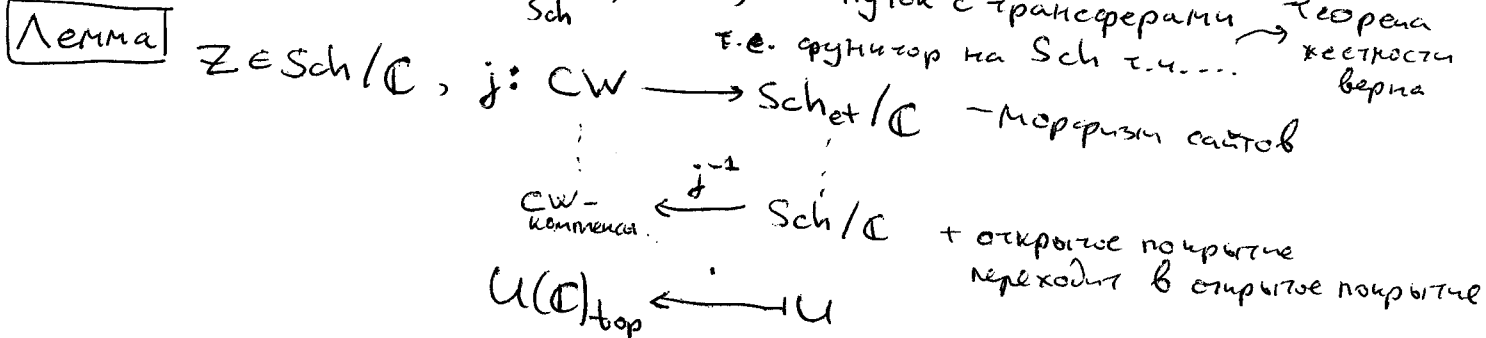 Sch пучок с трансферами Теорема
т.е. функтор на Sch т.ч.... жесткости
верна
Лемма Z ∈ Sch/ℂ, j: CW ⟶ Sch_et/ℂ - морфизм сайтов
CW- ⟵ j^{-1} Sch/ℂ + открытое покрытие
комплексы. переходит в открытое покрытие
U(ℂ)_top ⟵ U